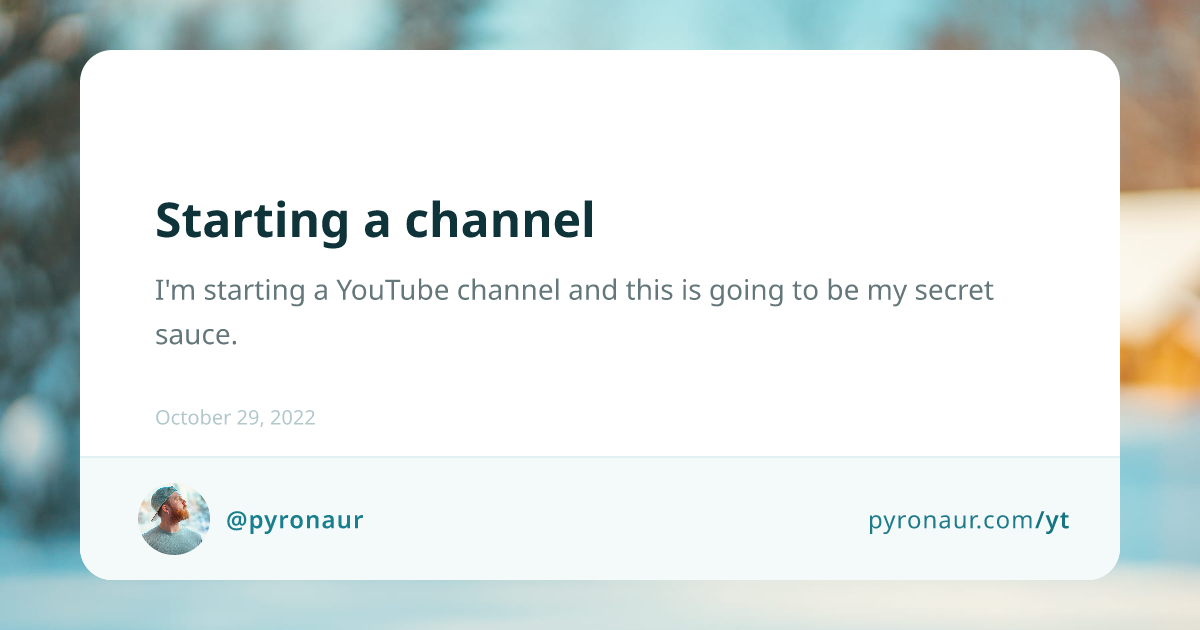 Starting a channel
I'm starting a YouTube channel and this is going to be my secret
sauce.
October 29, 2022
@pyronaur
pyronaur.com/yt